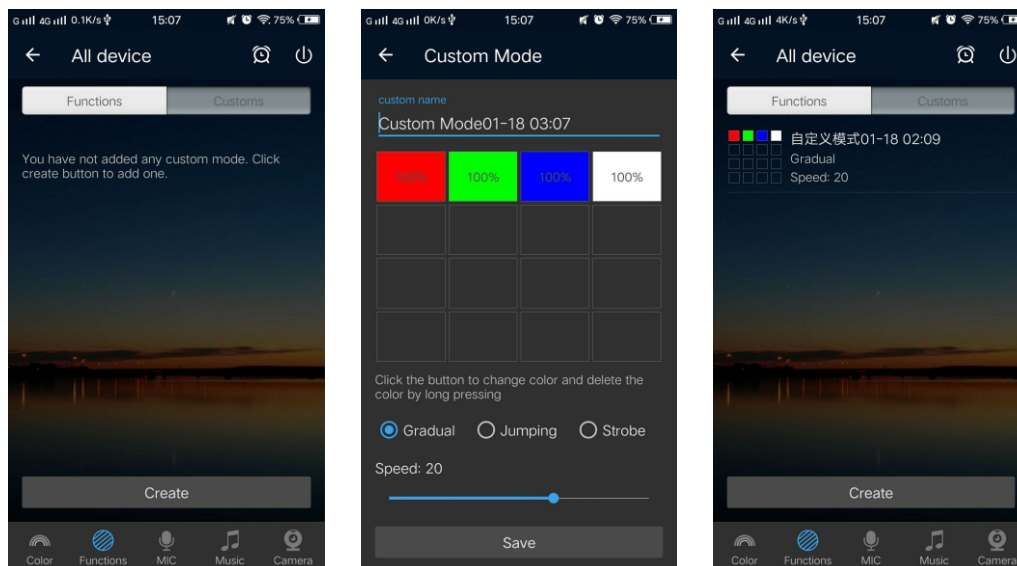 G 4G 0.1K/s 15:07 75%
All device
Functions Customs
You have not added any custom mode. Click
create button to add one.
Create
Color Functions MIC Music Camera
G 4G 0K/s 15:07 75%
Custom Mode
custom name
Custom Mode01-18 03:07
100% 100% 100% 100%
Click the button to change color and delete the
color by long pressing
Gradual Jumping Strobe
Speed: 20
Save
G 4G 4K/s 15:07 75%
All device
Functions Customs
自定义模式01-18 02:09
Gradual
Speed: 20
Create
Color Functions MIC Music Camera